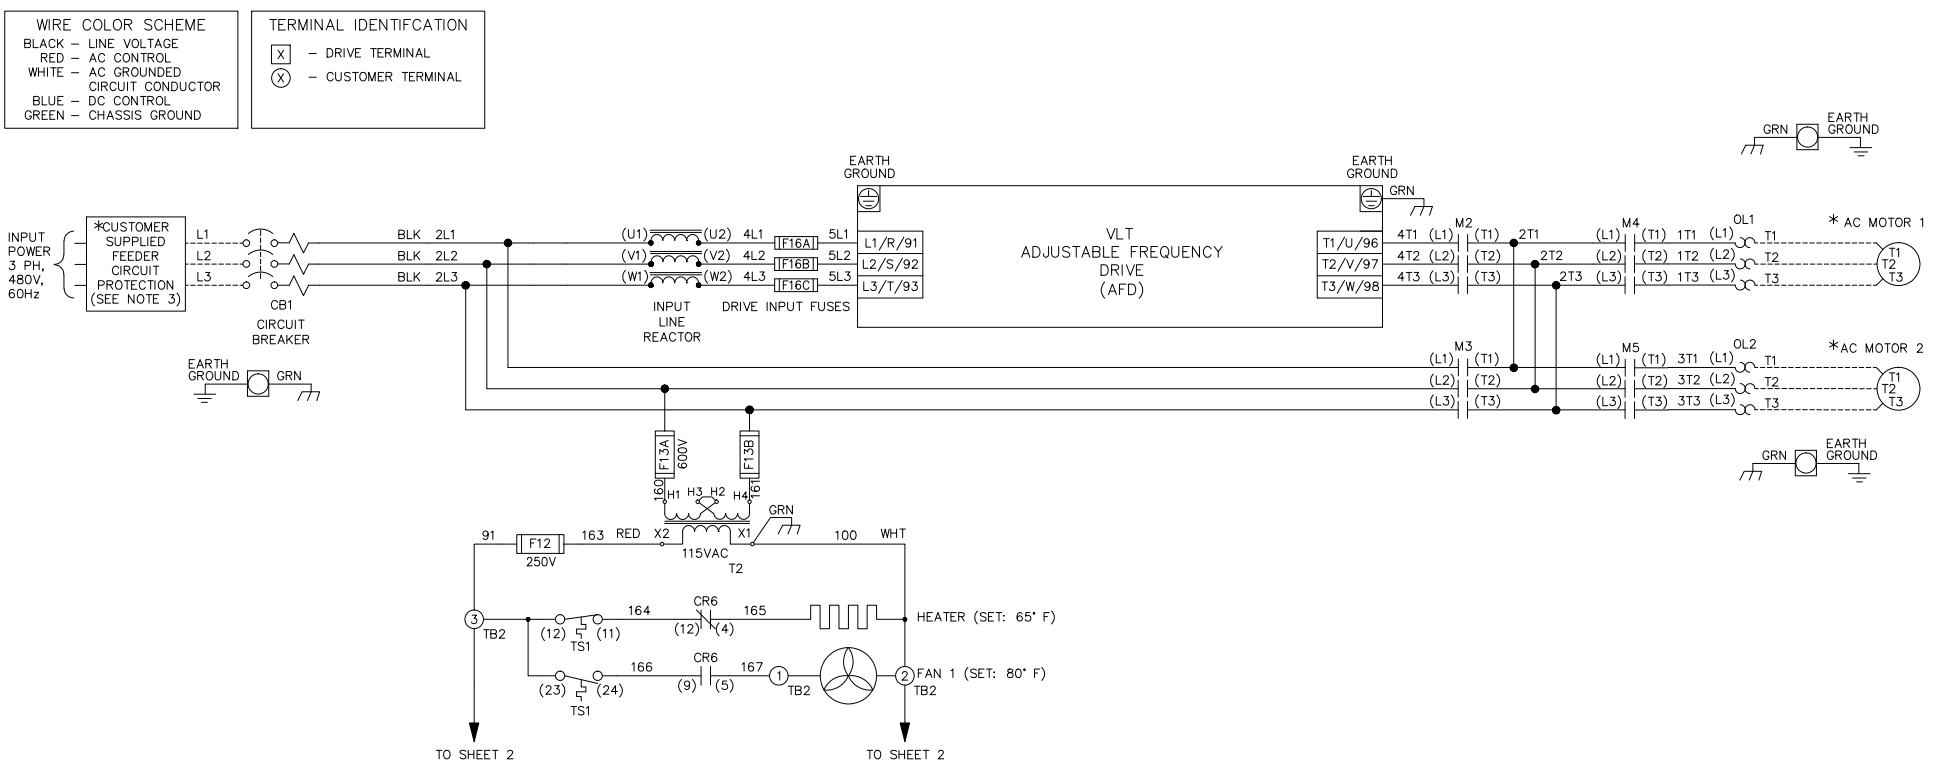 WIRE COLOR SCHEME
BLACK – LINE VOLTAGE
RED – AC CONTROL
WHITE – AC GROUNDED
CIRCUIT CONDUCTOR
BLUE – DC CONTROL
GREEN – CHASSIS GROUND
TERMINAL IDENTIFCATION
X – DRIVE TERMINAL
X – CUSTOMER TERMINAL
GRN
EARTH
GROUND
EARTH
GROUND
EARTH
GROUND
GRN
INPUT
POWER
3 PH,
480V,
60Hz
*CUSTOMER
SUPPLIED
FEEDER
CIRCUIT
PROTECTION
(SEE NOTE 3)
L1
L2
L3
CB1
CIRCUIT
BREAKER
BLK 2L1
BLK 2L2
BLK 2L3
(U1) (U2) 4L1 F16A 5L1 L1/R/91
(V1) (V2) 4L2 F16B 5L2 L2/S/92
(W1) (W2) 4L3 F16C 5L3 L3/T/93
INPUT
LINE
REACTOR
DRIVE INPUT FUSES
VLT
ADJUSTABLE FREQUENCY
DRIVE
(AFD)
M2 M4 OL1 * AC MOTOR 1
T1/U/96 4T1 (L1) (T1) 2T1 (L1) (T1) 1T1 (L1) T1
T2/V/97 4T2 (L2) (T2) 2T2 (L2) (T2) 1T2 (L2) T2
T3/W/98 4T3 (L3) (T3) 2T3 (L3) (T3) 1T3 (L3) T3
T1
T2
T3
EARTH
GROUND
GRN
M3 M5 OL2 *AC MOTOR 2
(L1) (T1) (L1) (T1) 3T1 (L1) T1
(L2) (T2) (L2) (T2) 3T2 (L2) T2
(L3) (T3) (L3) (T3) 3T3 (L3) T3
T1
T2
T3
GRN
EARTH
GROUND
F13A
600V
F13B
160
161
H1 H3 H2 H4
GRN
91 F12 163 RED X2 X1 100 WHT
250V
115VAC
T2
3
TB2
(12) (11)
TS1
164
CR6
(12) (4)
165
HEATER (SET: 65° F)
(23) (24)
TS1
166
CR6
(9) (5)
167
1
TB2
2
TB2
FAN 1 (SET: 80° F)
TO SHEET 2
TO SHEET 2